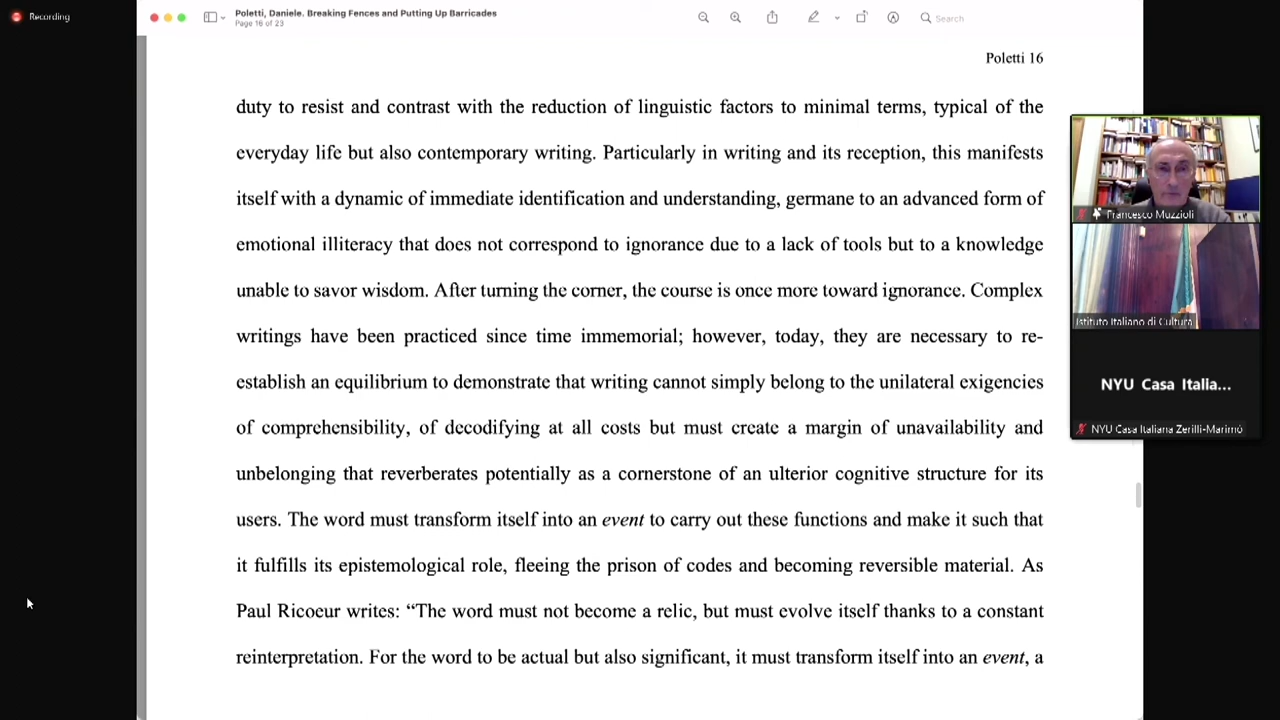 Recording
Poletti, Daniele. Breaking Fences and Putting Up Barricades
Page 16 of 23
Search
Poletti 16
duty to resist and contrast with the reduction of linguistic factors to minimal terms, typical of the
everyday life but also contemporary writing. Particularly in writing and its reception, this manifests
itself with a dynamic of immediate identification and understanding, germane to an advanced form of
emotional illiteracy that does not correspond to ignorance due to a lack of tools but to a knowledge
unable to savor wisdom. After turning the corner, the course is once more toward ignorance. Complex
writings have been practiced since time immemorial; however, today, they are necessary to re-
establish an equilibrium to demonstrate that writing cannot simply belong to the unilateral exigencies
of comprehensibility, of decodifying at all costs but must create a margin of unavailability and
unbelonging that reverberates potentially as a cornerstone of an ulterior cognitive structure for its
users. The word must transform itself into an event to carry out these functions and make it such that
it fulfills its epistemological role, fleeing the prison of codes and becoming reversible material. As
Paul Ricoeur writes: “The word must not become a relic, but must evolve itself thanks to a constant
reinterpretation. For the word to be actual but also significant, it must transform itself into an event, a
Francesco Muzzioli
Istituto Italiano di Cultura
NYU Casa Italia...
NYU Casa Italiana Zerilli-Marimò